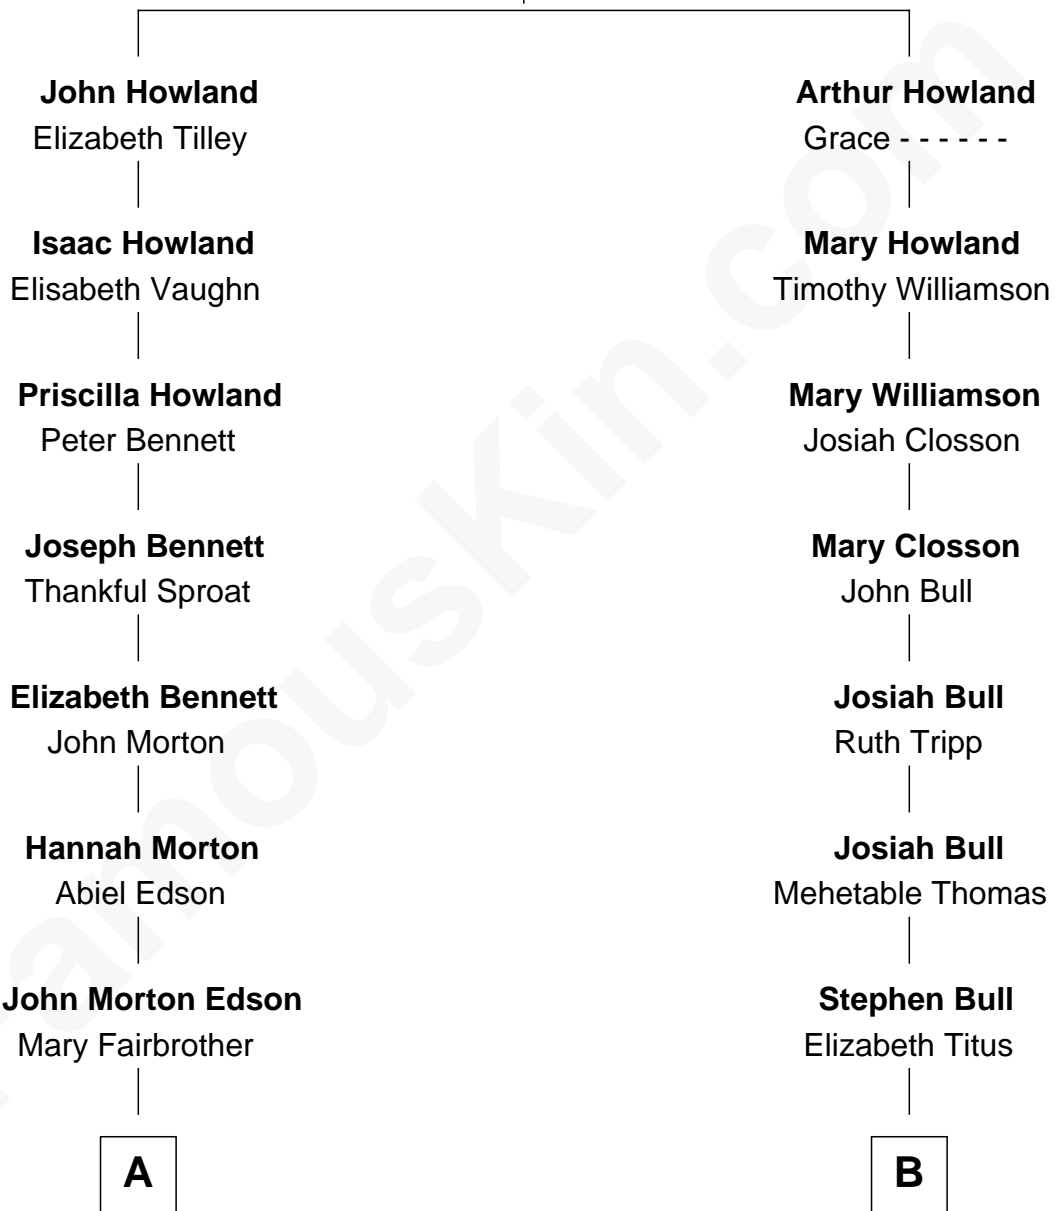 John Howland
Elizabeth Tilley
Isaac Howland
Elisabeth Vaughn
Priscilla Howland
Peter Bennett
Joseph Bennett
Thankful Sproat
Elizabeth Bennett
John Morton
Hannah Morton
Abiel Edson
John Morton Edson
Mary Fairbrother
A
Arthur Howland
Grace - - - - - -
Mary Howland
Timothy Williamson
Mary Williamson
Josiah Closson
Mary Closson
John Bull
Josiah Bull
Ruth Tripp
Josiah Bull
Mehetable Thomas
Stephen Bull
Elizabeth Titus
B
FamousKin.com